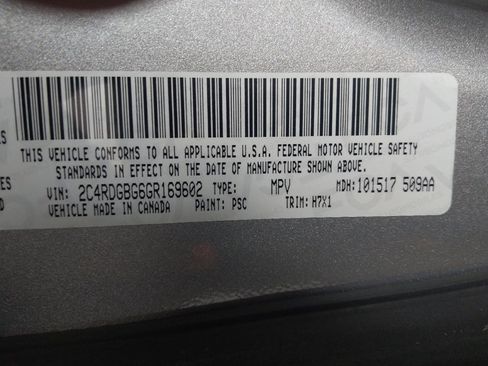 THIS VEHICLE CONFORMS TO ALL APPLICABLE U.S.A. FEDERAL MOTOR VEHICLE SAFETY
STANDARDS IN EFFECT ON THE DATE OF MANUFACTURE SHOWN ABOVE.
VIN: 2C4RDGBG6GR169602 TYPE: MPV MDH: 101517 509AA
VEHICLE MADE IN CANADA PAINT: PSC TRIM: H7X1